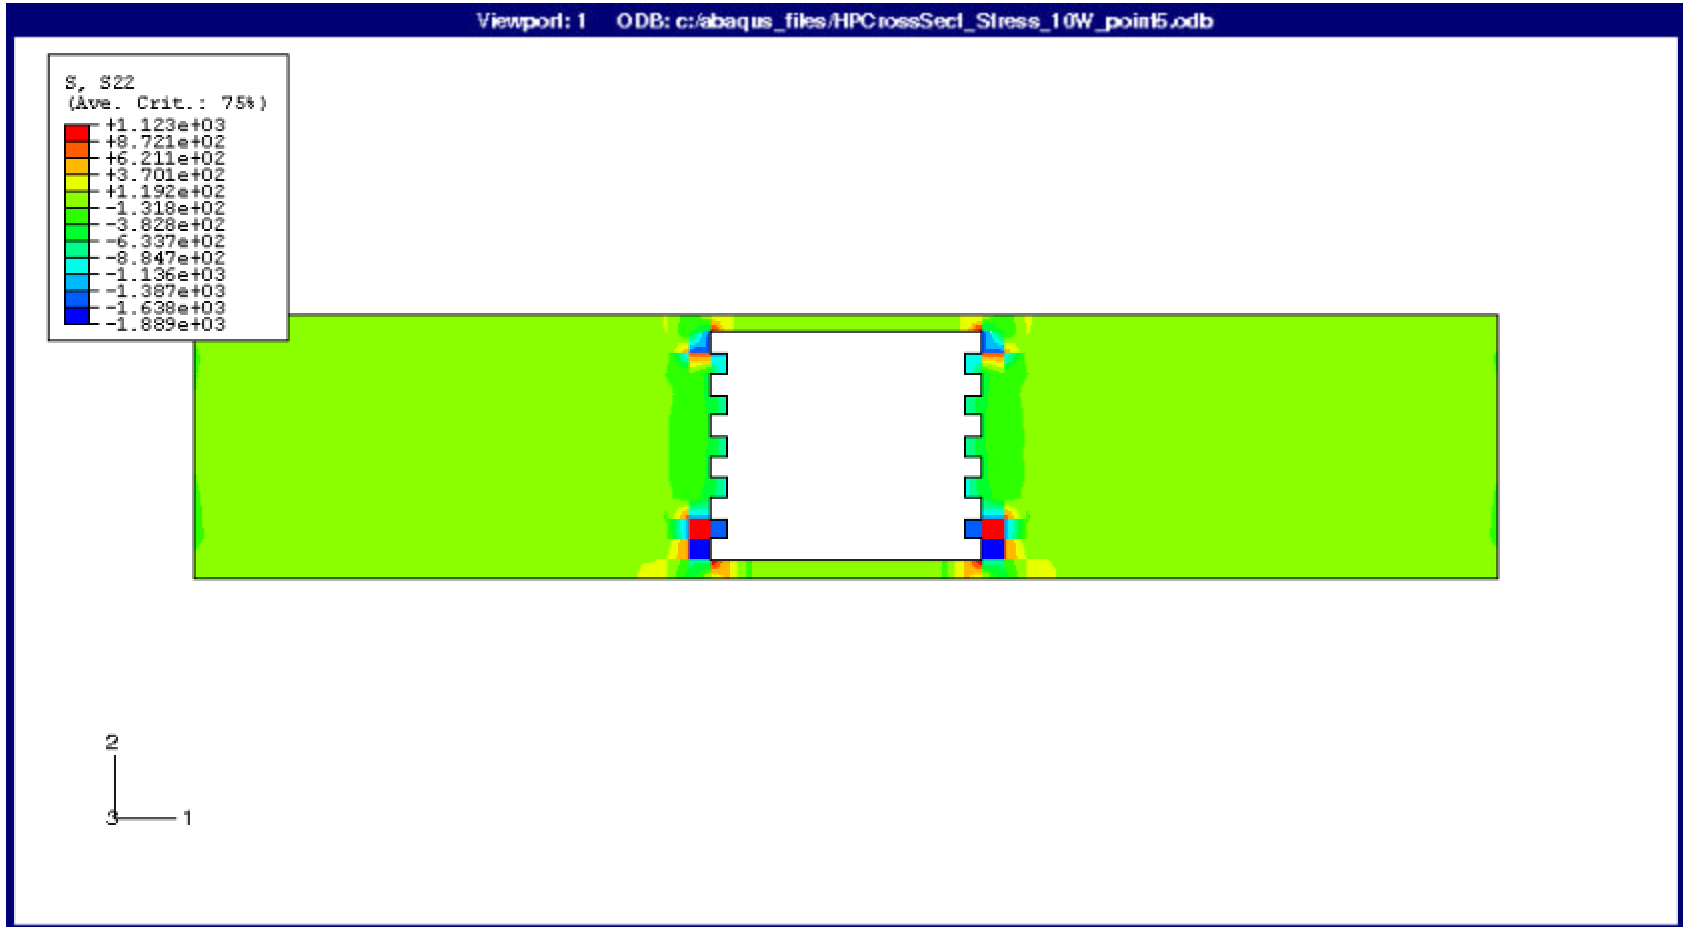 Viewport: 1 ODB: c:/abaqus_files/HPCrossSect_Stress_10W_point5.odb
S, S22
(Ave. Crit.: 75%)
+1.123e+03
+8.721e+02
+6.211e+02
+3.701e+02
+1.192e+02
-1.318e+02
-3.828e+02
-6.337e+02
-8.847e+02
-1.136e+03
-1.387e+03
-1.638e+03
-1.889e+03
2
3 1